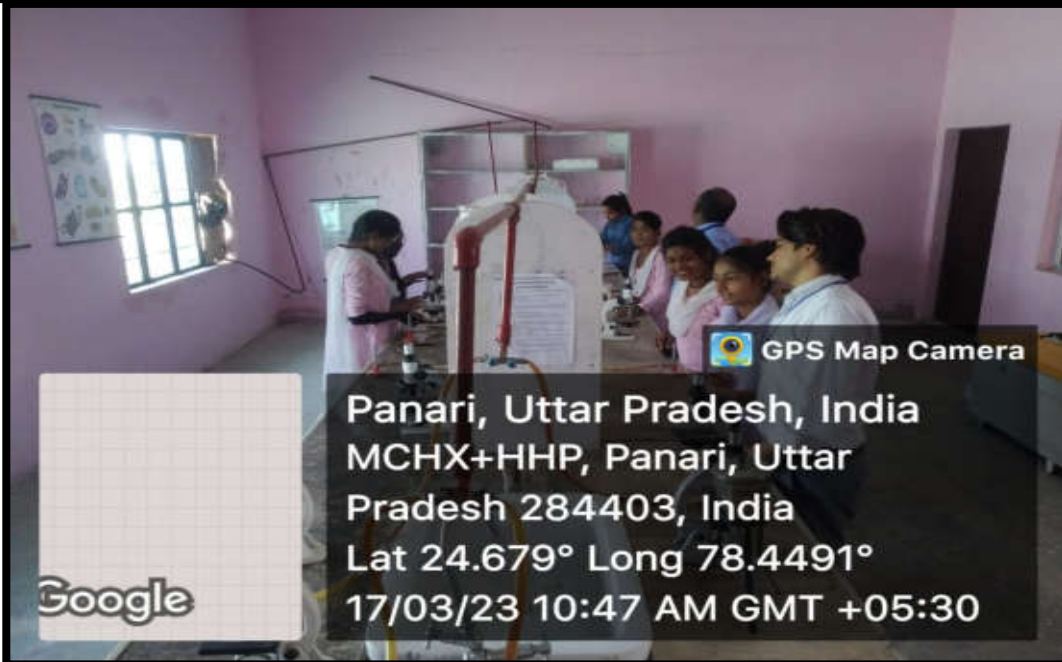 GPS Map Camera
Panari, Uttar Pradesh, India
MCHX+HHP, Panari, Uttar
Pradesh 284403, India
Lat 24.679° Long 78.4491°
17/03/23 10:47 AM GMT +05:30
Google